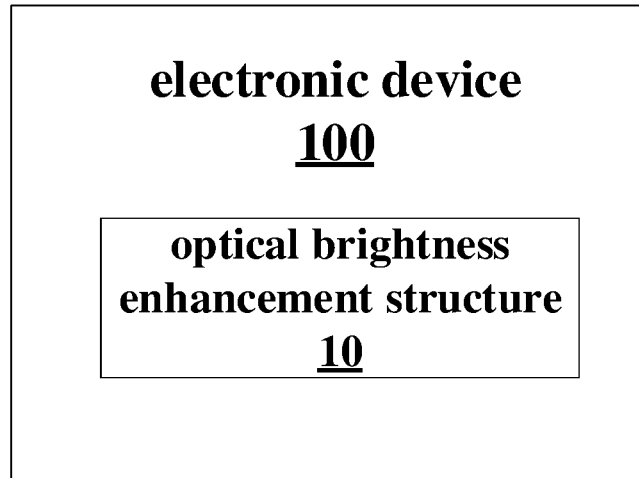 electronic device
100
optical brightness
enhancement structure
10